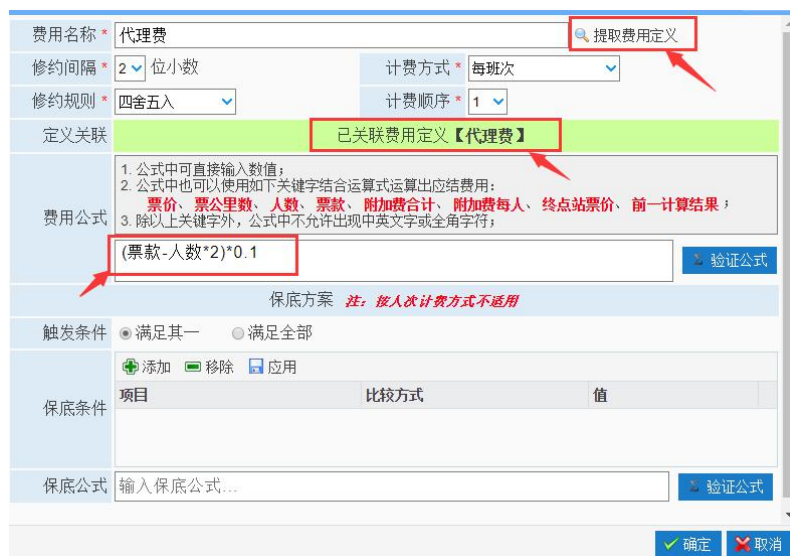 费用名称 * 代理费 提取费用定义
修约间隔 * 2 位小数 计费方式 * 每班次
修约规则 * 四舍五入 计费顺序 * 1
定义关联 已关联费用定义【代理费】
费用公式
1. 公式中可直接输入数值；
2. 公式中也可以使用如下关键字结合运算式运算出应结费用：
票价、票公里数、人数、票款、附加费合计、附加费每人、终点站票价、前一计算结果；
3. 除以上关键字外，公式中不允许出现中英文字或全角字符；
(票款-人数*2)*0.1 验证公式
保底方案 注：按人次计费方式不适用
触发条件 满足其一 满足全部
保底条件
添加 移除 应用
项目 比较方式 值
保底公式 输入保底公式... 验证公式
确定 取消